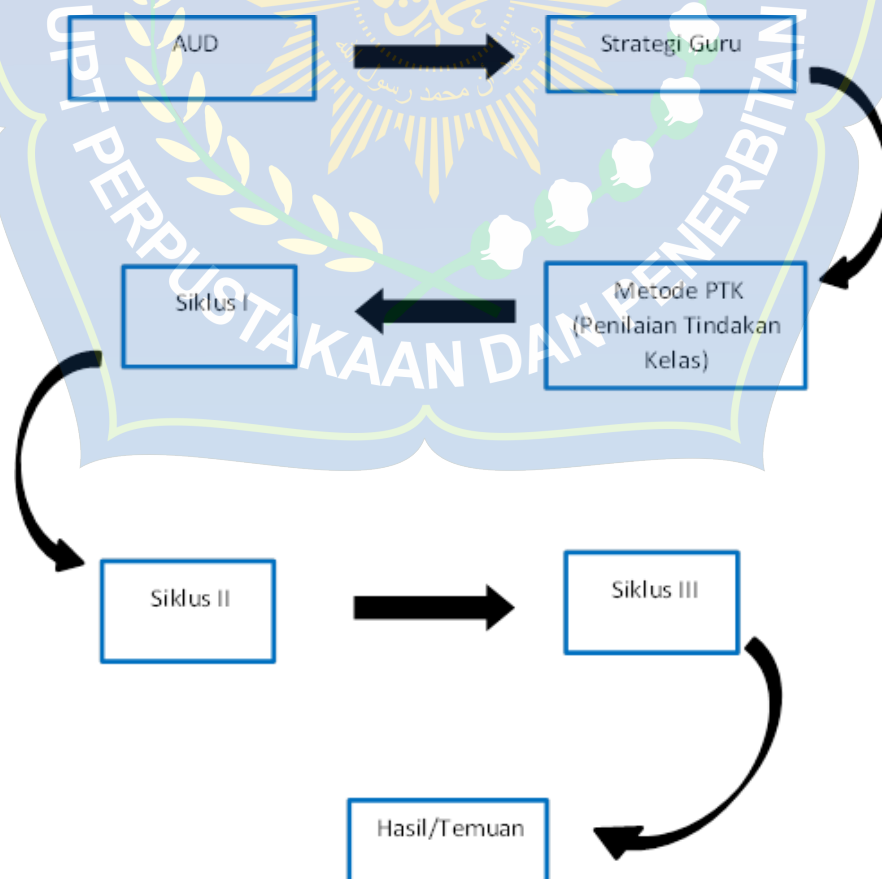 AUD
Strategi Guru
Siklus I
Metode PTK
(Penilaian Tindakan
Kelas)
UPT PERPUSTAKAAN DAN PENERBITAN
Siklus II
Siklus III
Hasil/Temuan